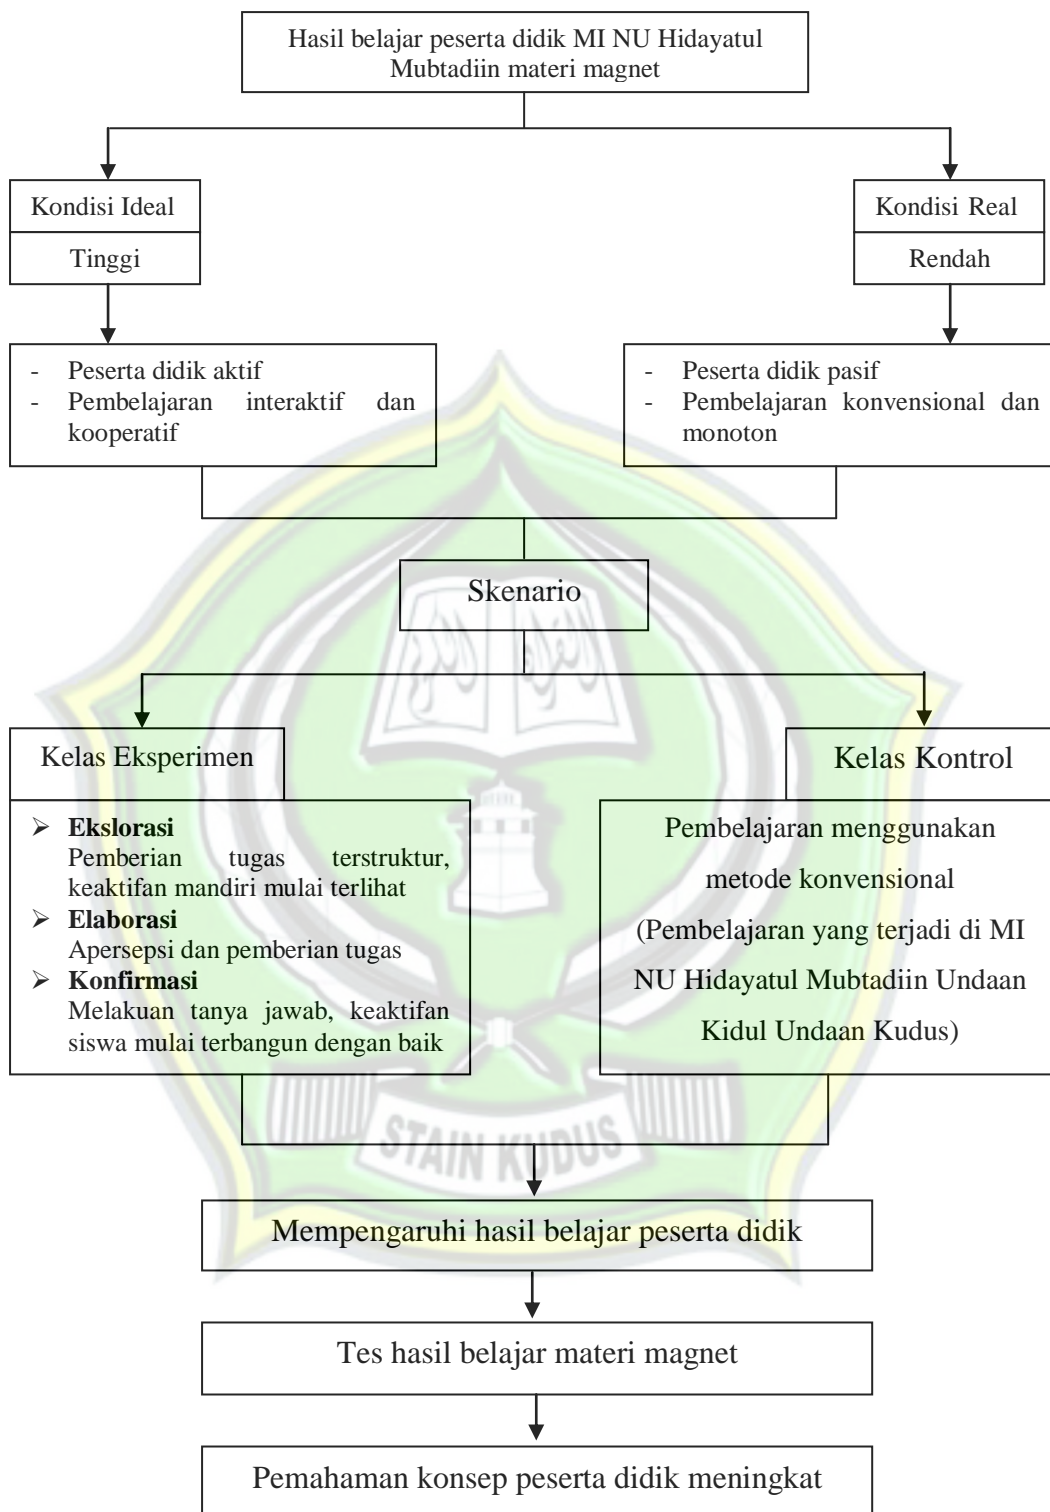 Hasil belajar peserta didik MI NU Hidayatul
Mubtadiin materi magnet
Kondisi Ideal
Tinggi
Kondisi Real
Rendah
- Peserta didik aktif
- Pembelajaran interaktif dan
kooperatif
- Peserta didik pasif
- Pembelajaran konvensional dan
monoton
Skenario
Kelas Eksperimen
Kelas Kontrol
➢ Ekslorasi
Pemberian tugas terstruktur,
keaktifan mandiri mulai terlihat
➢ Elaborasi
Apersepsi dan pemberian tugas
➢ Konfirmasi
Melakuan tanya jawab, keaktifan
siswa mulai terbangun dengan baik
Pembelajaran menggunakan
metode konvensional
(Pembelajaran yang terjadi di MI
NU Hidayatul Mubtadiin Undaan
Kidul Undaan Kudus)
STAIN KUDUS
Mempengaruhi hasil belajar peserta didik
Tes hasil belajar materi magnet
Pemahaman konsep peserta didik meningkat